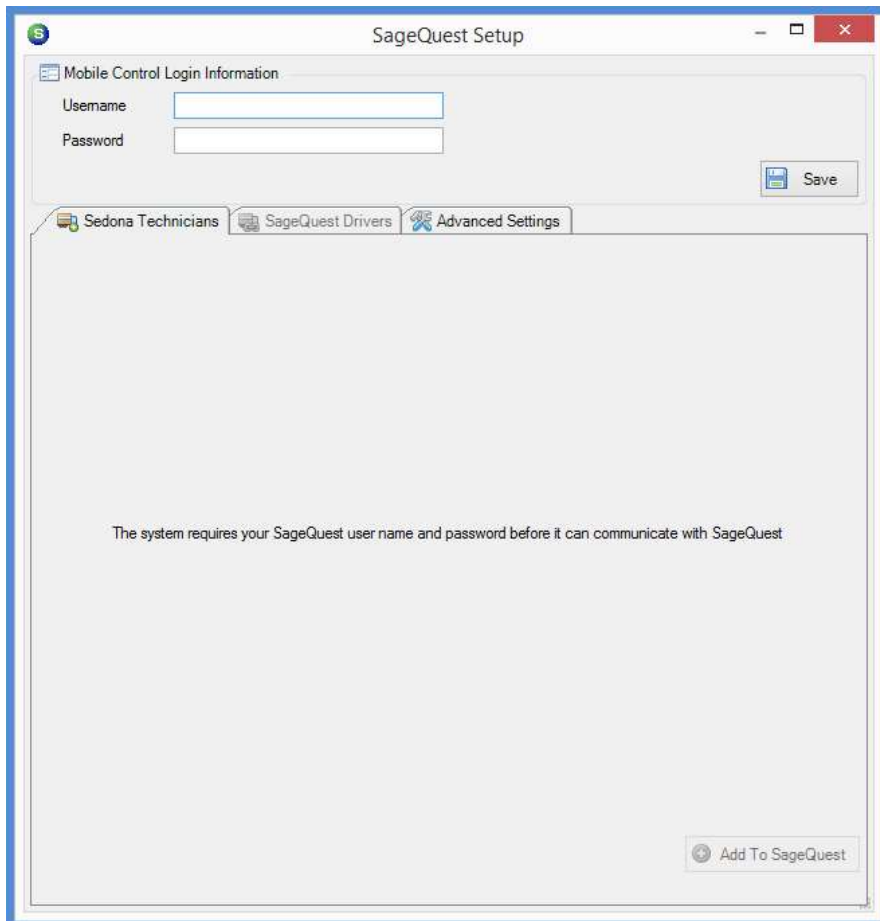 S
SageQuest Setup
Mobile Control Login Information
Username
Password
Save
Sedona Technicians SageQuest Drivers Advanced Settings
The system requires your SageQuest user name and password before it can communicate with SageQuest
Add To SageQuest